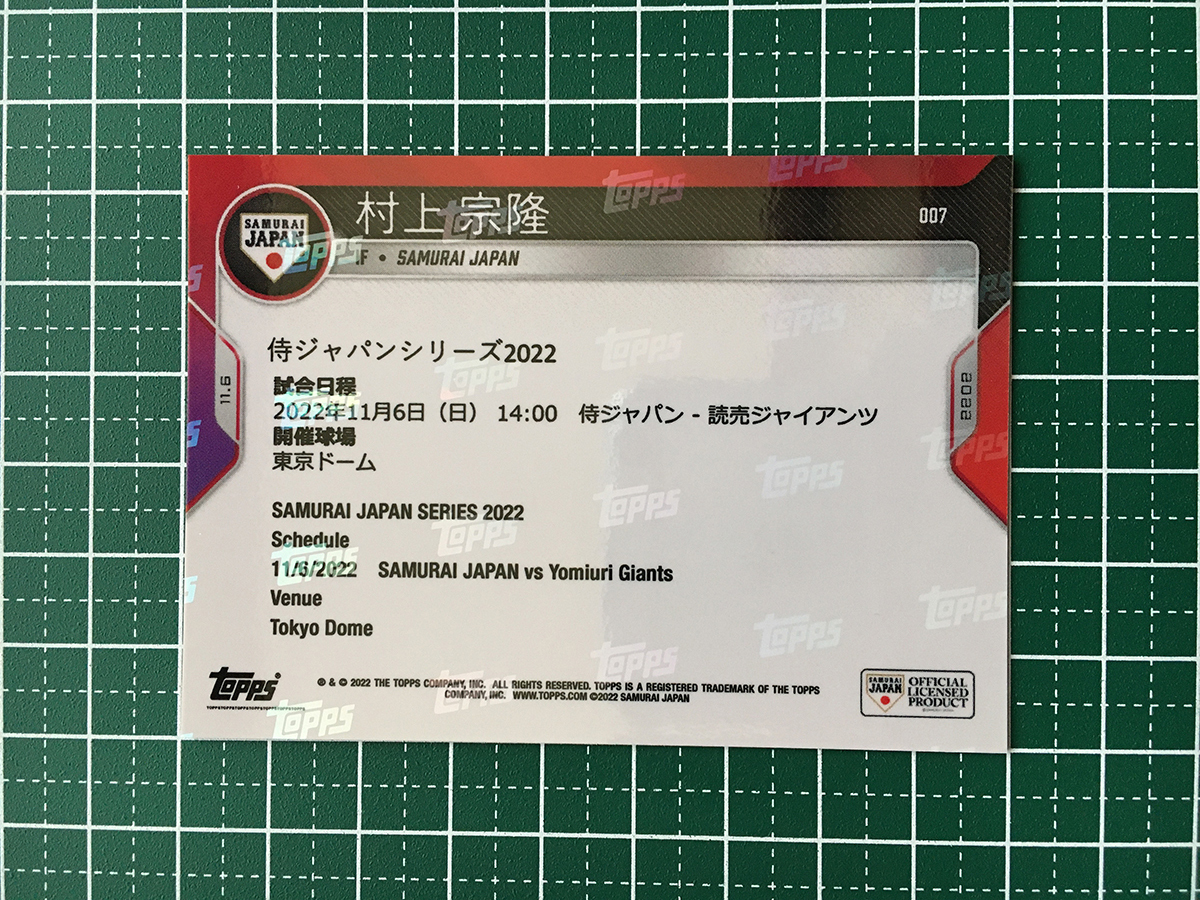 SAMURAI
JAPAN
村上 宗隆
007
IF • SAMURAI JAPAN
11.6
2022
侍ジャパンシリーズ2022
試合日程
2022年11月6日（日） 14:00 侍ジャパン - 読売ジャイアンツ
開催球場
東京ドーム
SAMURAI JAPAN SERIES 2022
Schedule
11/6/2022 SAMURAI JAPAN vs Yomiuri Giants
Venue
Tokyo Dome
Topps
® & © 2022 THE TOPPS COMPANY, INC. ALL RIGHTS RESERVED. TOPPS IS A REGISTERED TRADEMARK OF THE TOPPS
COMPANY, INC. WWW.TOPPS.COM ©2022 SAMURAI JAPAN
SAMURAI
JAPAN
OFFICIAL
LICENSED
PRODUCT